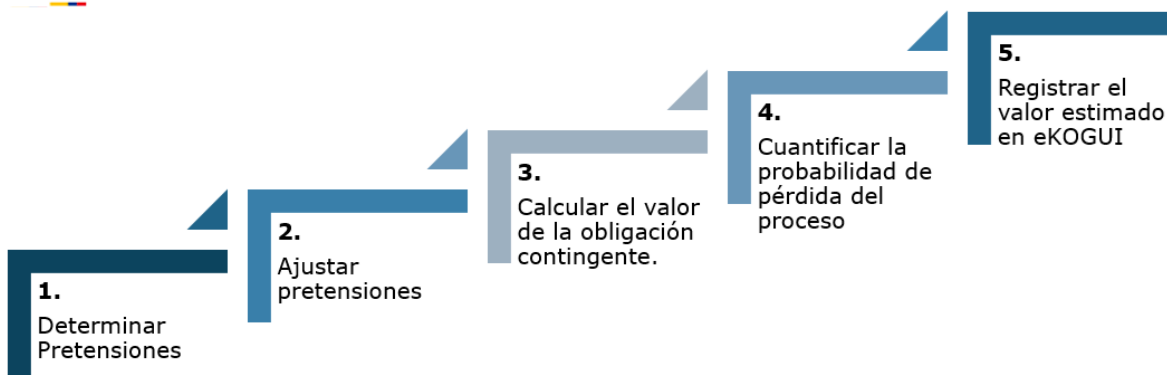 1.
Determinar
Pretensiones
2.
Ajustar
pretensiones
3.
Calcular el valor
de la obligación
contingente.
4.
Cuantificar la
probabilidad de
pérdida del
proceso
5.
Registrar el
valor estimado
en eKOGUI